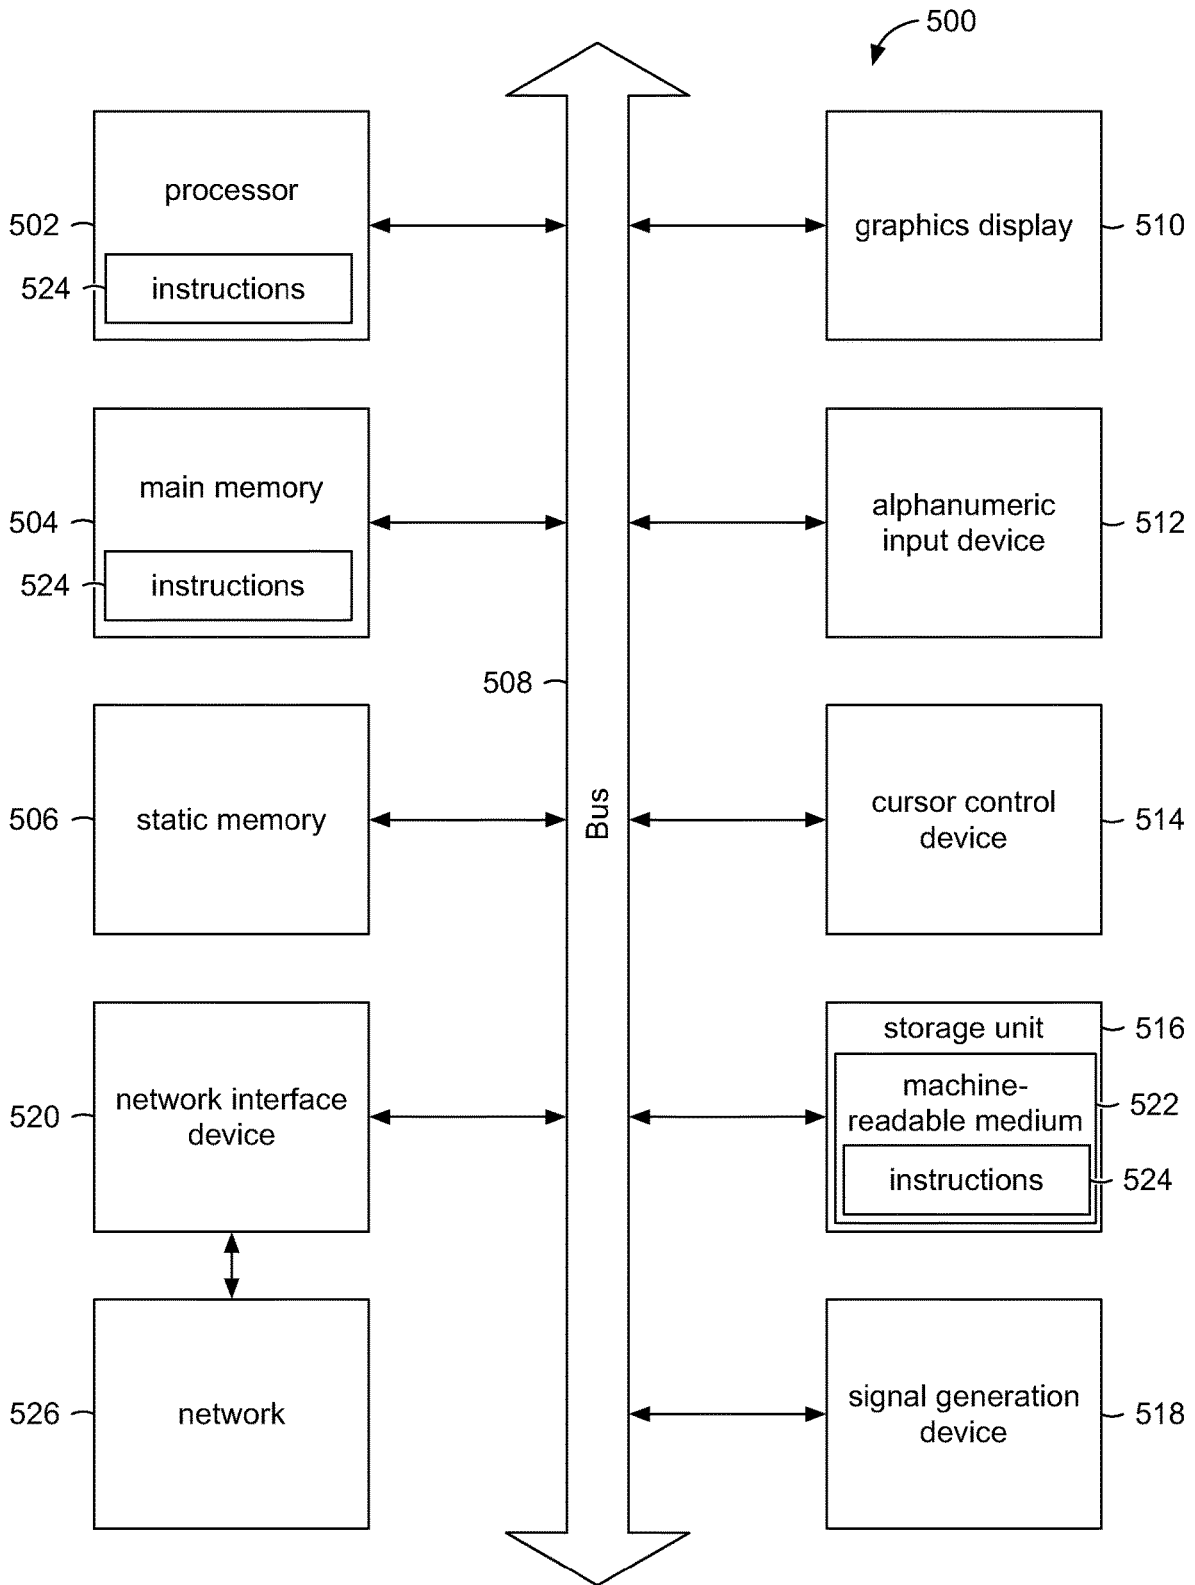 500
processor
502
524
instructions
graphics display
510
main memory
504
524
instructions
alphanumeric
input device
512
508
Bus
static memory
506
cursor control
device
514
network interface
device
520
storage unit
516
machine-
readable medium
522
instructions
524
network
526
signal generation
device
518